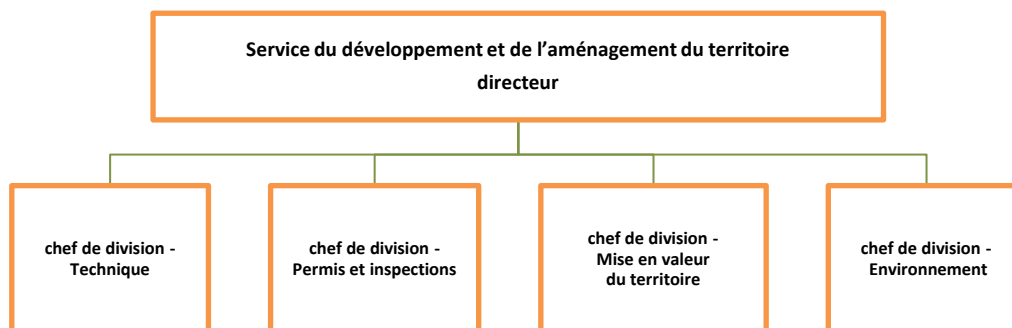 Service du développement et de l’aménagement du territoire
directeur
chef de division -
Technique
chef de division -
Permis et inspections
chef de division -
Mise en valeur
du territoire
chef de division -
Environnement